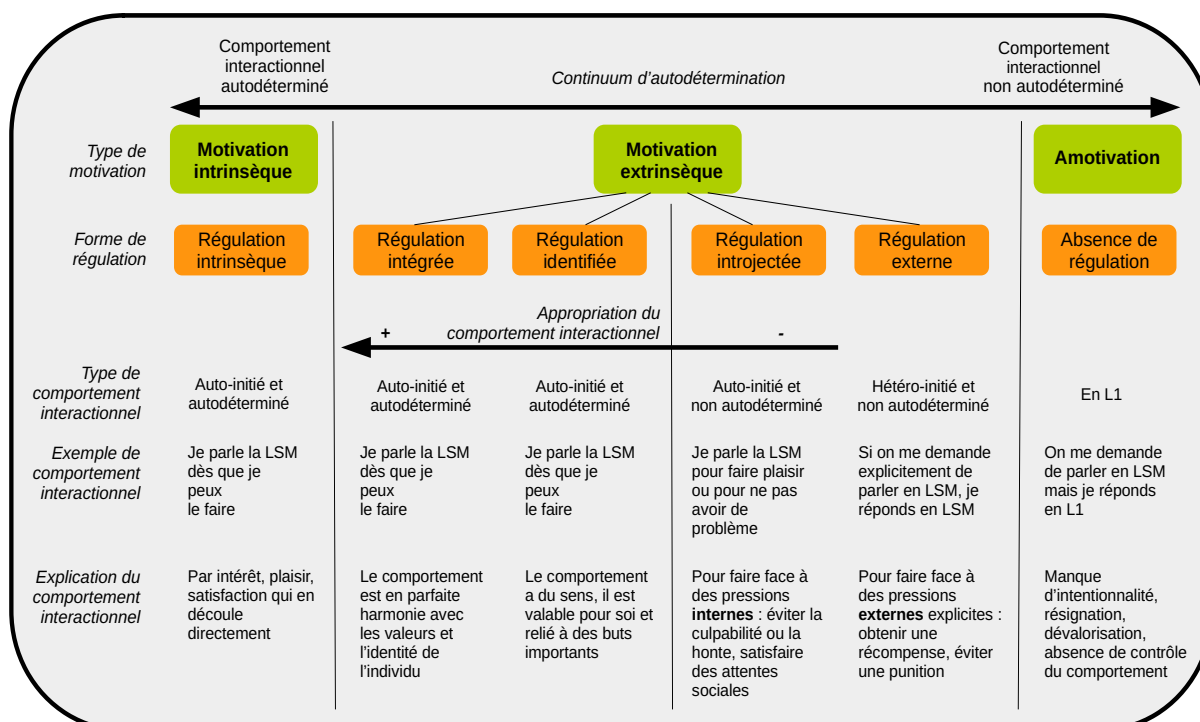 Comportement
interactionnel
autodéterminé
Continuum d’autodétermination
Comportement
interactionnel
non autodéterminé
Type de
motivation
Motivation
intrinsèque
Motivation
extrinsèque
Amotivation
Forme de
régulation
Régulation
intrinsèque
Régulation
intégrée
Régulation
identifiée
Régulation
introjectée
Régulation
externe
Absence de
régulation
Appropriation du
comportement interactionnel
+
-
Type de
comportement
interactionnel
Auto-initié et
autodéterminé
Auto-initié et
autodéterminé
Auto-initié et
autodéterminé
Auto-initié et
non autodéterminé
Hétéro-initié et
non autodéterminé
En L1
Exemple de
comportement
interactionnel
Je parle la LSM
dès que je
peux
le faire
Je parle la LSM
dès que je
peux
le faire
Je parle la LSM
dès que je
peux
le faire
Je parle la LSM
pour faire plaisir
ou pour ne pas
avoir de
problème
Si on me demande
explicitement de
parler en LSM, je
réponds en LSM
On me demande
de parler en LSM
mais je réponds
en L1
Explication du
comportement
interactionnel
Par intérêt, plaisir,
satisfaction qui en
découle
directement
Le comportement
est en parfaite
harmonie avec
les valeurs et
l’identité de
l’individu
Le comportement
a du sens, il est
valable pour soi et
relié à des buts
importants
Pour faire face à
des pressions
internes : éviter la
culpabilité ou la
honte, satisfaire
des attentes
sociales
Pour faire face à
des pressions
externes explicites :
obtenir une
récompense, éviter
une punition
Manque
d’intentionnalité,
résignation,
dévalorisation,
absence de contrôle
du comportement